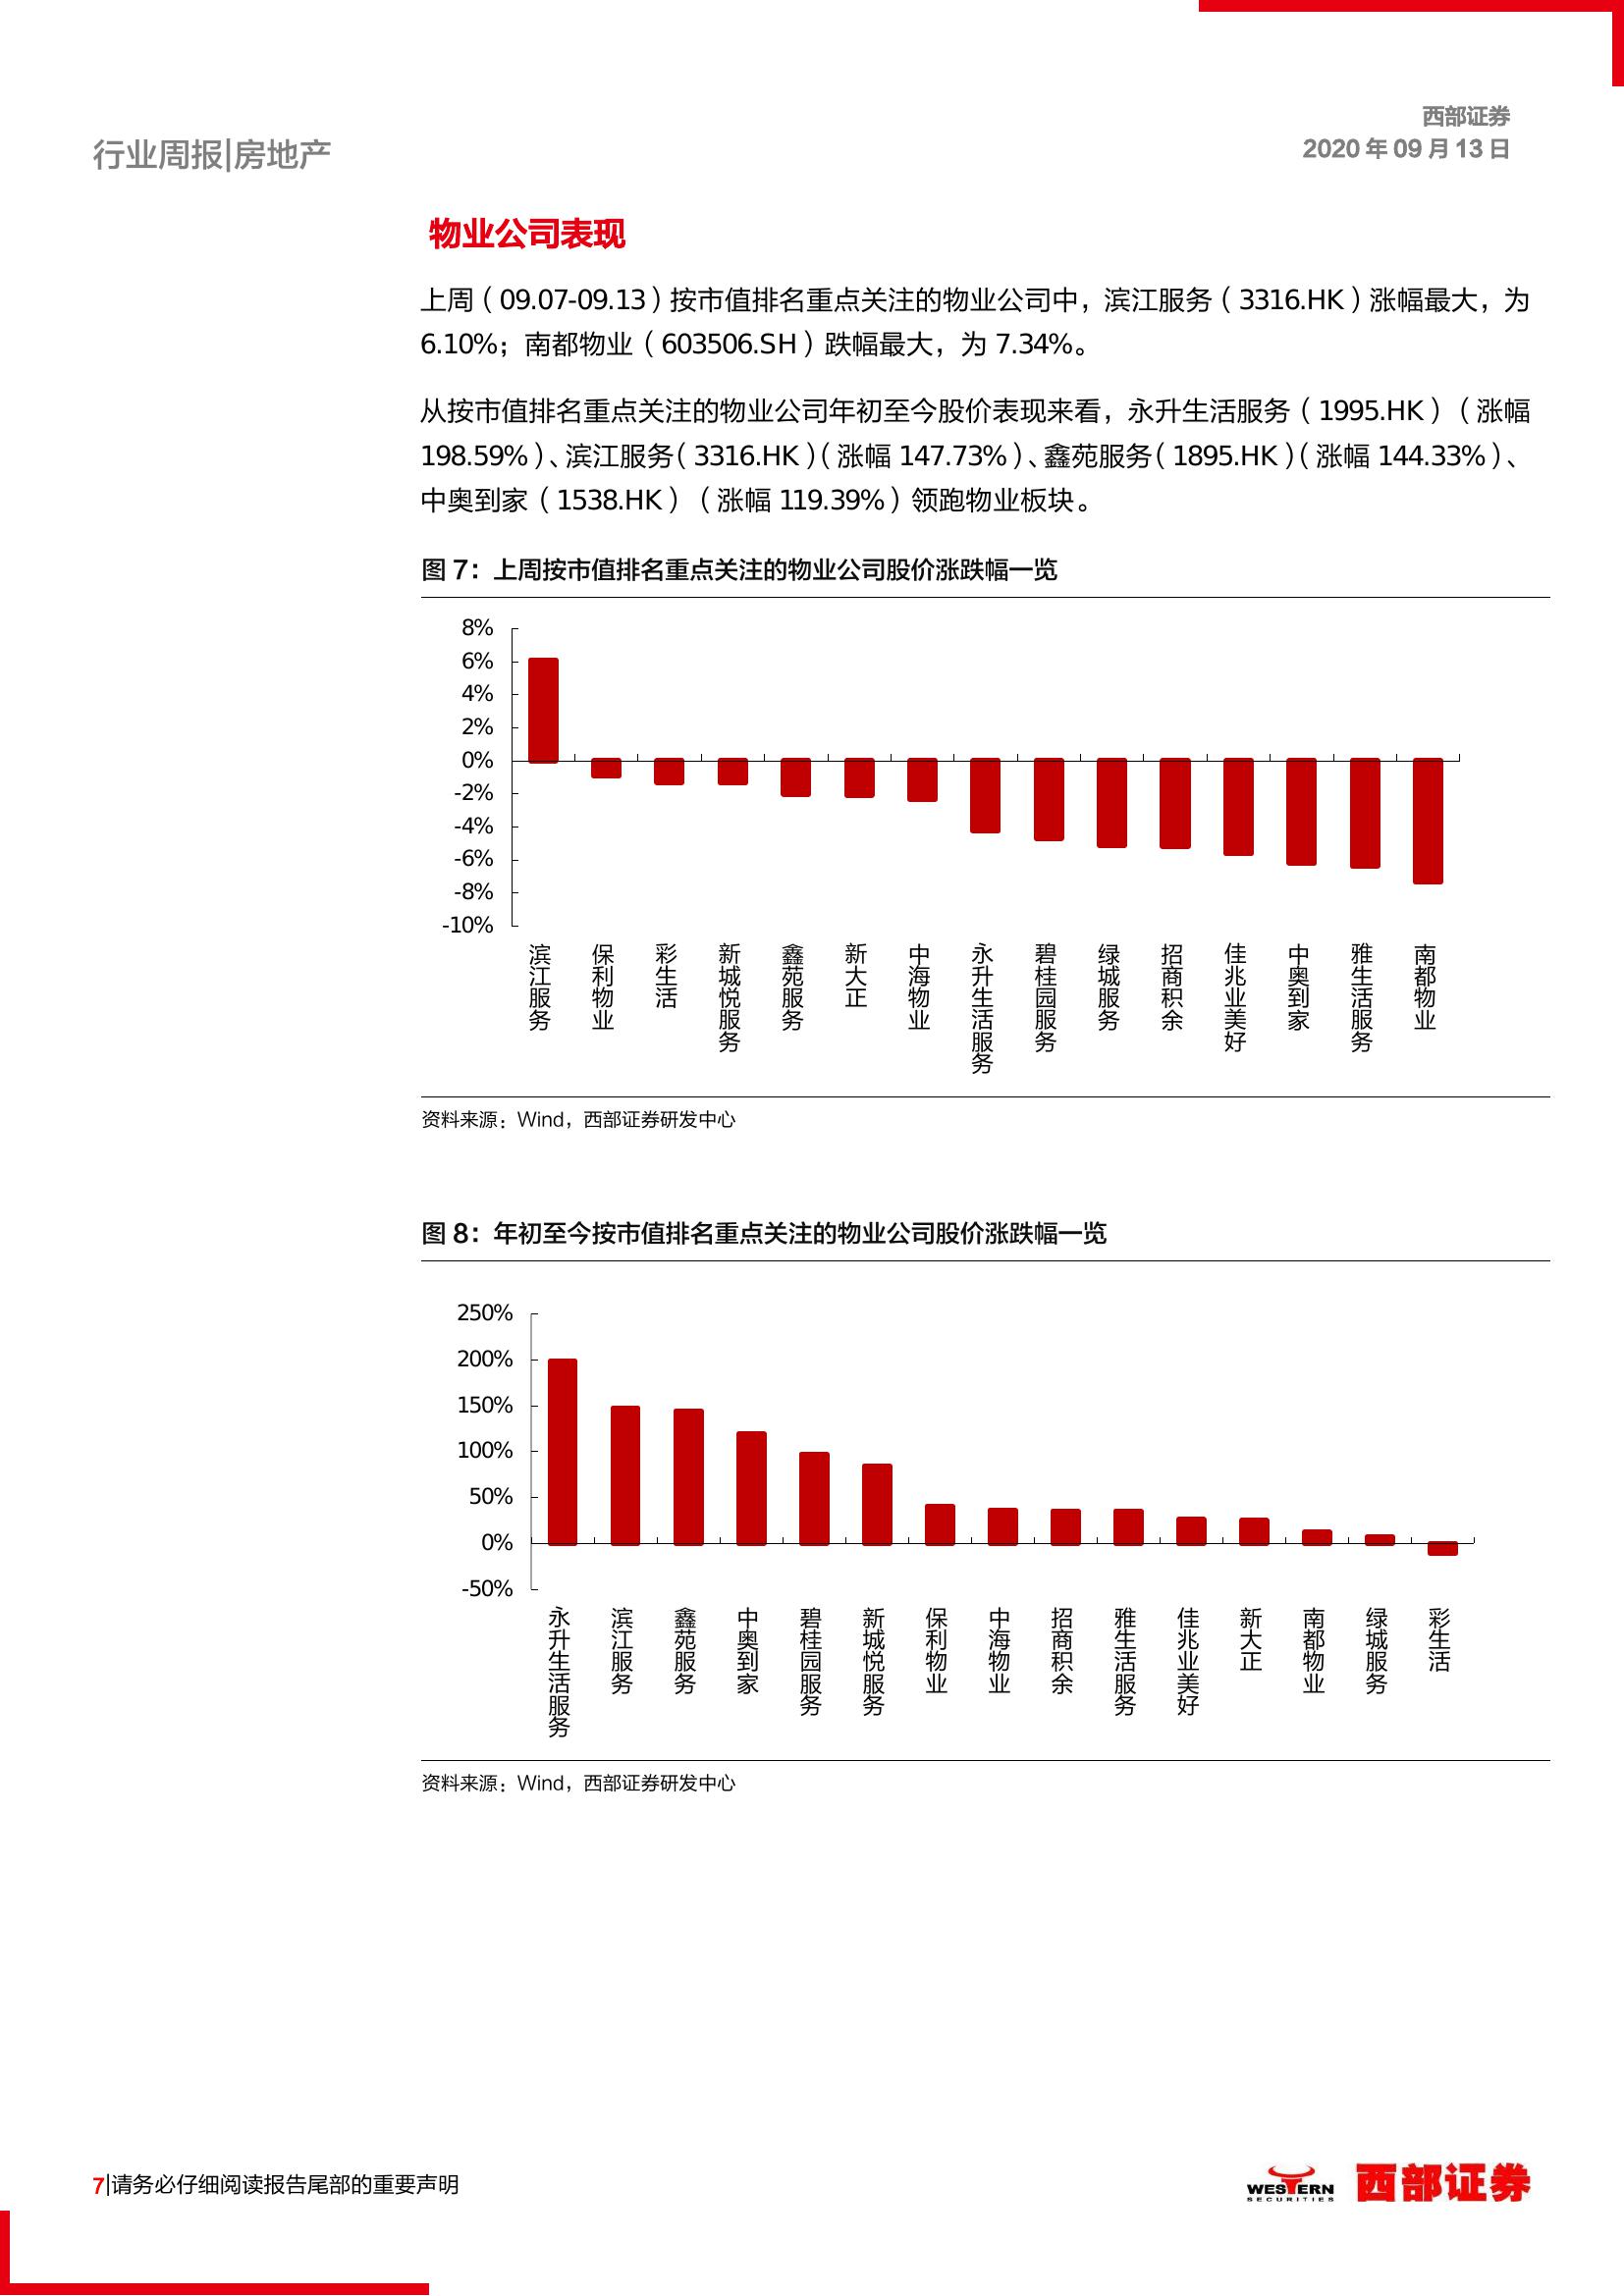 西部证券
行业周报|房地产
2020 年 09 月 13 日
物业公司表现
上周（09.07-09.13）按市值排名重点关注的物业公司中，滨江服务（3316.HK）涨幅最大，为
6.10%；南都物业（603506.SH）跌幅最大，为 7.34%。
从按市值排名重点关注的物业公司年初至今股价表现来看，永升生活服务（1995.HK）（涨幅
198.59%）、滨江服务（3316.HK）（涨幅 147.73%）、鑫苑服务（1895.HK）（涨幅 144.33%）、
中奥到家（1538.HK）（涨幅 119.39%）领跑物业板块。
图 7：上周按市值排名重点关注的物业公司股价涨跌幅一览
8%
6%
4%
2%
0%
-2%
-4%
-6%
-8%
-10%
滨江服务
保利物业
彩生活
新城悦服务
鑫苑服务
新大正
中海物业
永升生活服务
碧桂园服务
绿城服务
招商积余
佳兆业美好
中奥到家
雅生活服务
南都物业
资料来源：Wind，西部证券研发中心
图 8：年初至今按市值排名重点关注的物业公司股价涨跌幅一览
250%
200%
150%
100%
50%
0%
-50%
永升生活服务
滨江服务
鑫苑服务
中奥到家
碧桂园服务
新城悦服务
保利物业
中海物业
招商积余
雅生活服务
佳兆业美好
新大正
南都物业
绿城服务
彩生活
资料来源：Wind，西部证券研发中心
7|请务必仔细阅读报告尾部的重要声明
WESTERN
SECURITIES
西部证券